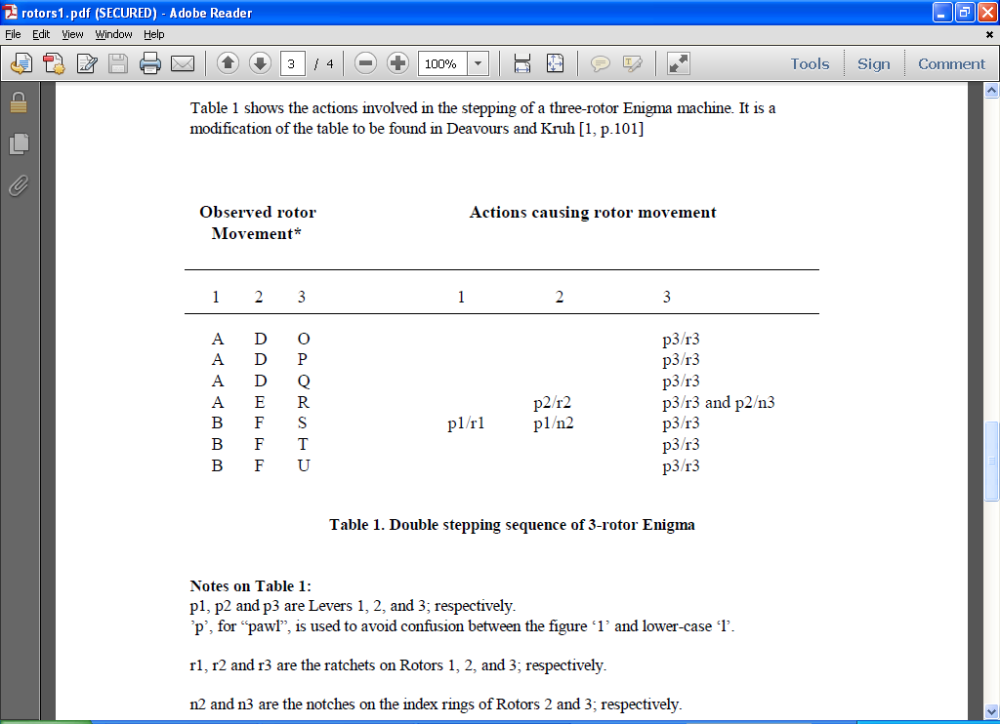 rotors1.pdf (SECURED) - Adobe Reader
File Edit View Window Help
3 / 4 100% Tools Sign Comment
Table 1 shows the actions involved in the stepping of a three-rotor Enigma machine. It is a
modification of the table to be found in Deavours and Kruh [1, p.101]
Observed rotor Actions causing rotor movement
Movement*
1 2 3 1 2 3
A D O p3/r3
A D P p3/r3
A D Q p3/r3
A E R p2/r2 p3/r3 and p2/n3
B F S p1/r1 p1/n2 p3/r3
B F T p3/r3
B F U p3/r3
Table 1. Double stepping sequence of 3-rotor Enigma
Notes on Table 1:
p1, p2 and p3 are Levers 1, 2, and 3; respectively.
’p’, for “pawl”, is used to avoid confusion between the figure ‘1’ and lower-case ‘l’.
r1, r2 and r3 are the ratchets on Rotors 1, 2, and 3; respectively.
n2 and n3 are the notches on the index rings of Rotors 2 and 3; respectively.